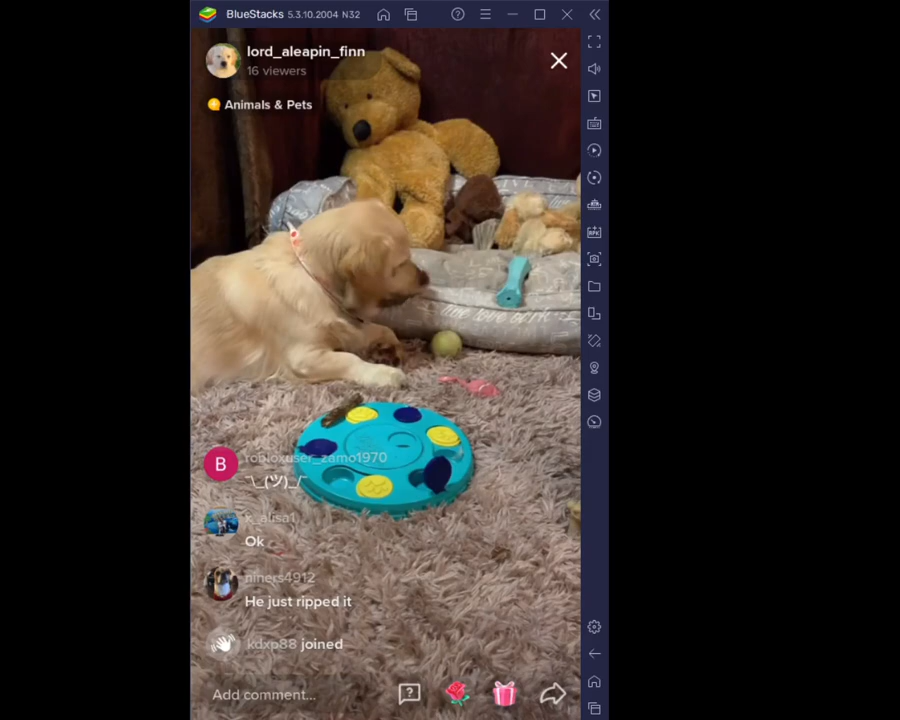 BlueStacks 5.3.10.2004 N32
lord_aleapin_finn
16 viewers
Animals & Pets
robloxuser_zamo1970
¯\_(ツ)_/¯
B
x_alisa1
Ok
niners4912
He just ripped it
kdxp88 joined
Add comment...